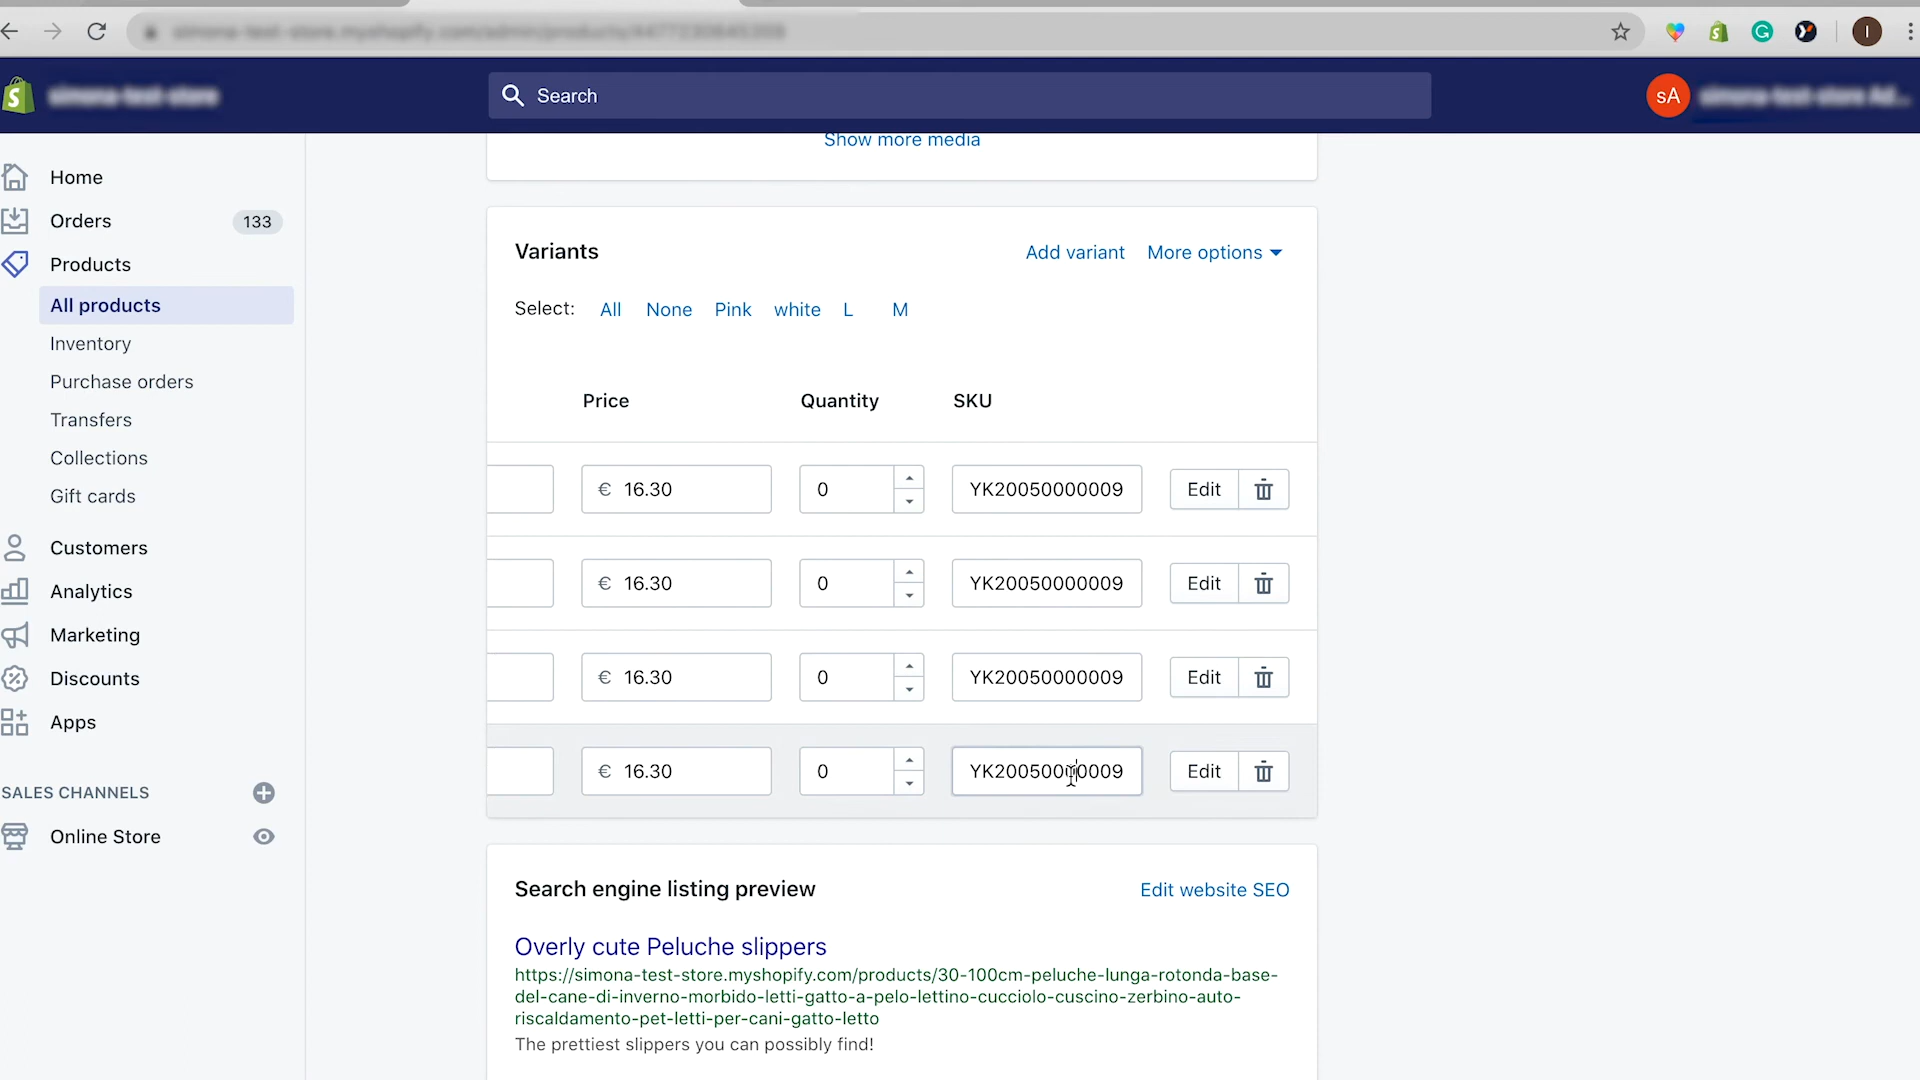 Search
sA
Home
Orders 133
Products
All products
Inventory
Purchase orders
Transfers
Collections
Gift cards
Customers
Analytics
Marketing
Discounts
Apps
SALES CHANNELS
Online Store
Show more media
Variants Add variant More options
Select: All None Pink white L M
Price Quantity SKU
€ 16.30 0 YK20050000009 Edit
€ 16.30 0 YK20050000009 Edit
€ 16.30 0 YK20050000009 Edit
€ 16.30 0 YK20050000009 Edit
Search engine listing preview Edit website SEO
Overly cute Peluche slippers
https://simona-test-store.myshopify.com/products/30-100cm-peluche-lunga-rotonda-base-
del-cane-di-inverno-morbido-letti-gatto-a-pelo-lettino-cucciolo-cuscino-zerbino-auto-
riscaldamento-pet-letti-per-cani-gatto-letto
The prettiest slippers you can possibly find!